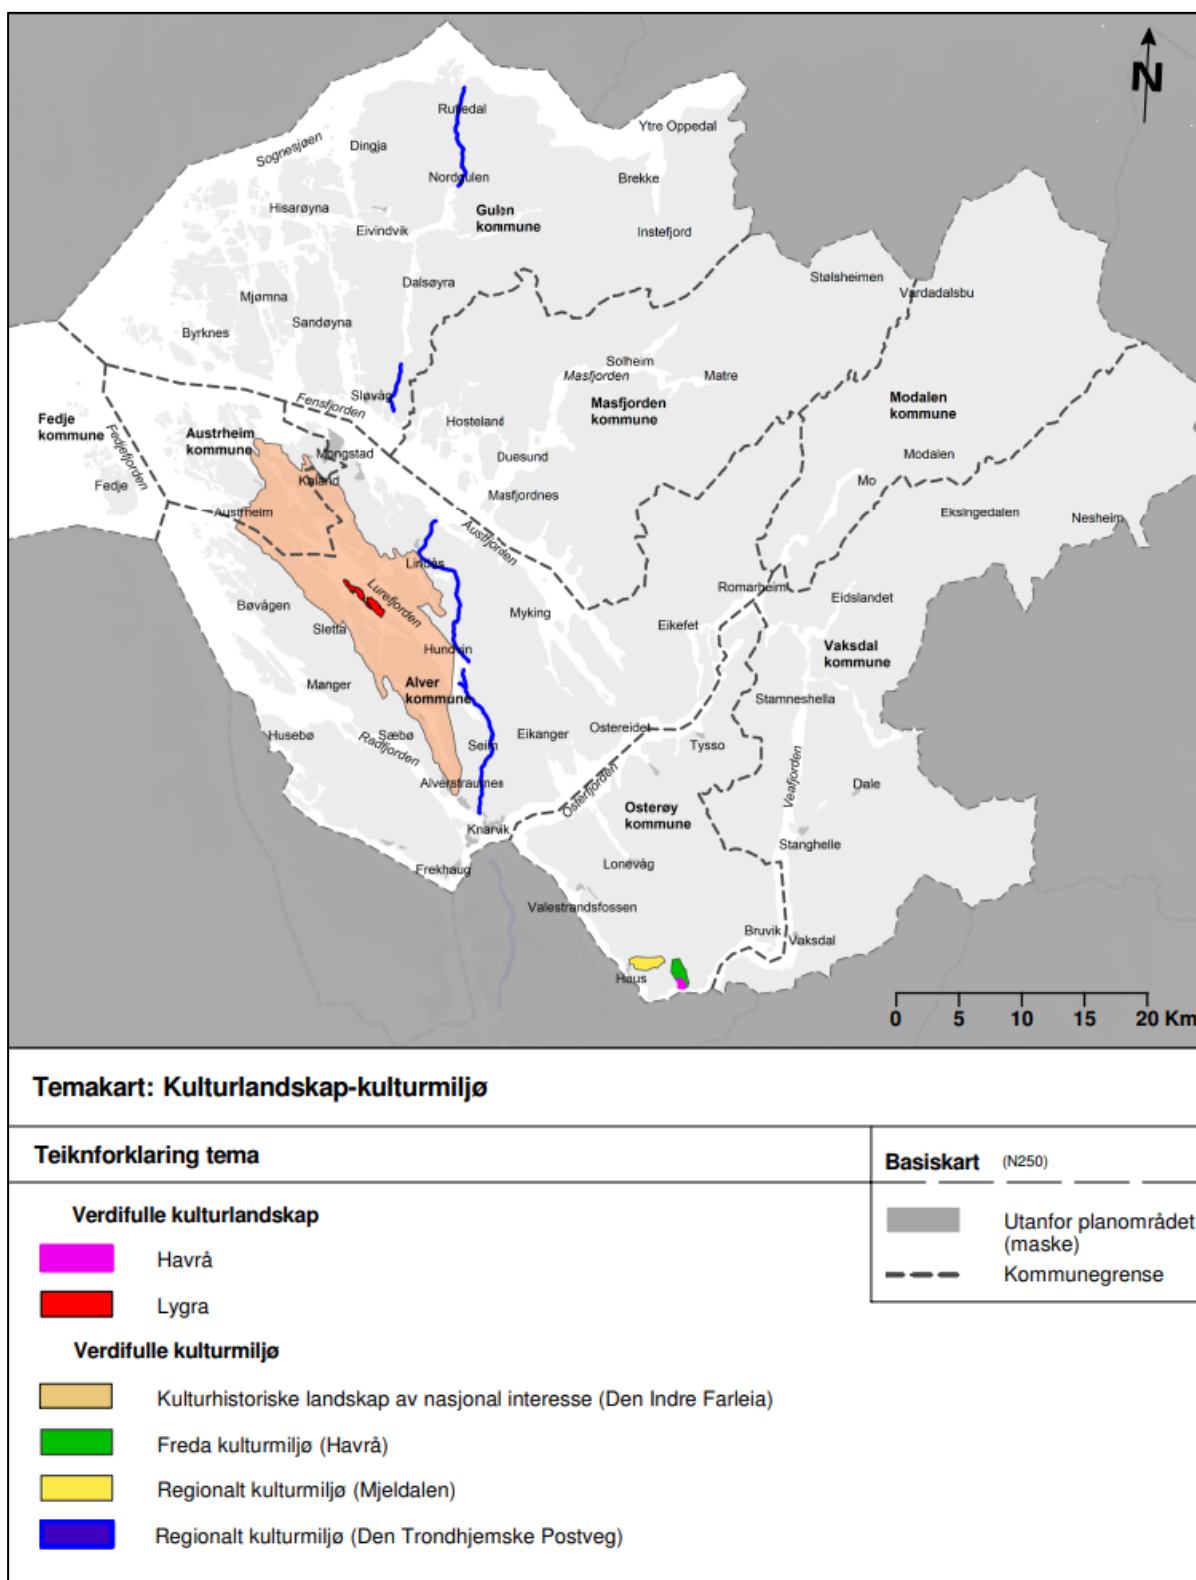 N
Rutledal
Ytre Oppedal
Sognesjøen
Dingja
Nordgulen
Brekke
Hisarøyna
Gulen
kommune
Eivindvik
Instefjord
Stølsheimen
Dalsøyra
Vardadalsbu
Mjømna
Sandøyna
Byrknes
Solheim
Masfjorden
Matre
Sløvåg
Fensfjorden
Masfjorden
kommune
Modalen
kommune
Fedje
kommune
Fedjefjorden
Austrheim
kommune
Hosteland
Mongstad
Duesund
Modalen
Kaland
Mo
Fedje
Masfjordnes
Austrheim
Eksingedalen
Nesheim
Austfjorden
Lindås
Romarheim
Lurefjorden
Eidslandet
Bøvågen
Myking
Sletta
Eikefet
Hundvin
Vaksdal
kommune
Manger
Alver
kommune
Stamneshella
Husebø
Sæbø
Radfjorden
Seim
Eikanger
Ostereidet
Tysso
Alverstraumen
Osterfjorden
Veafjorden
Dale
Osterøy
kommune
Knarvik
Stanghelle
Frekhaug
Lonevåg
Valestrandsfossen
Bruvik
Vaksdal
Haus
0 5 10 15 20 Km
Temakart: Kulturlandskap-kulturmiljø
Teiknforklaring tema
Verdifulle kulturlandskap
Havrå
Lygra
Verdifulle kulturmiljø
Kulturhistoriske landskap av nasjonal interesse (Den Indre Farleia)
Freda kulturmiljø (Havrå)
Regionalt kulturmiljø (Mjeldalen)
Regionalt kulturmiljø (Den Trondhjemske Postveg)
Basiskart (N250)
Utanfor planområdet
(maske)
Kommunegrense